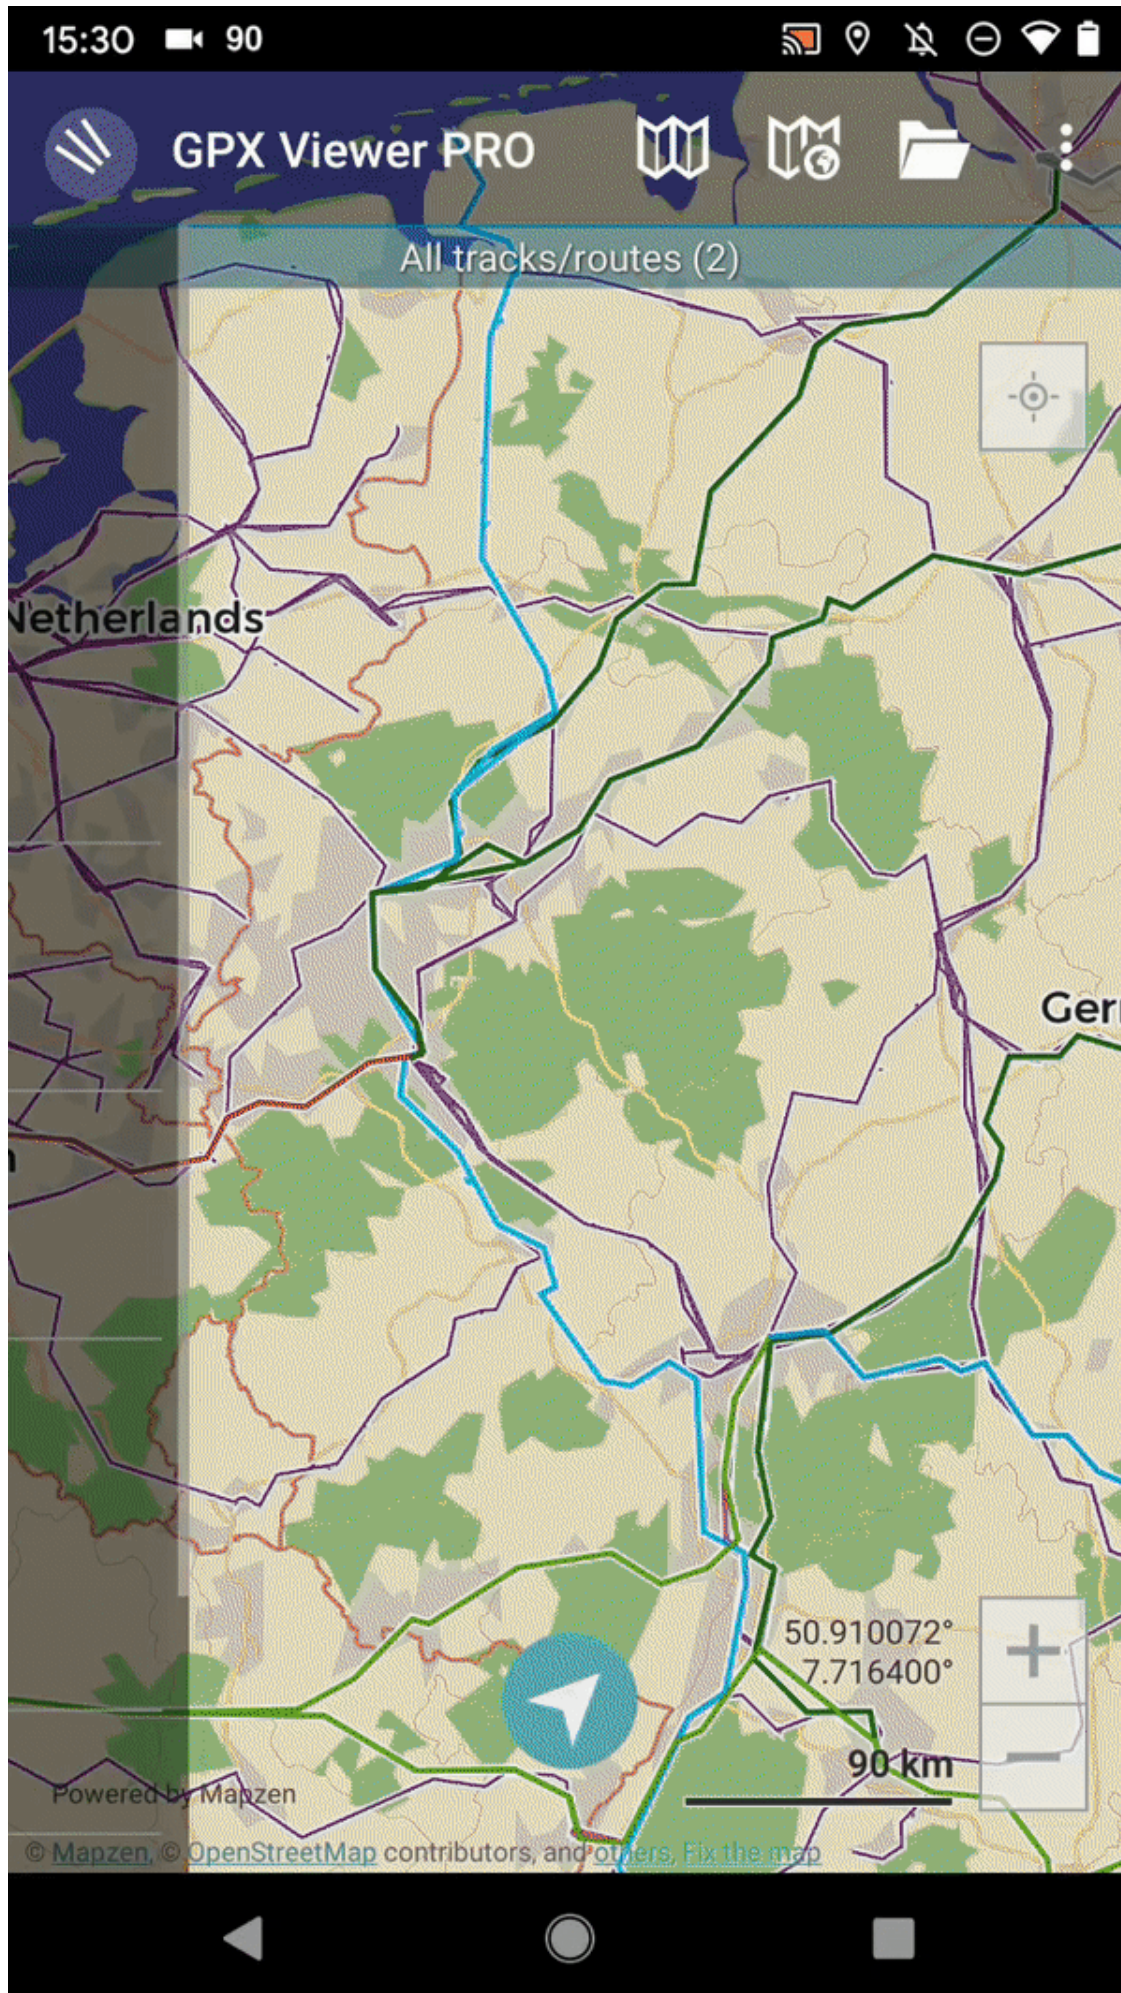 15:30 90
GPX Viewer PRO
All tracks/routes (2)
Netherlands
Ger
50.910072°
7.716400°
90 km
Powered by Mapzen
© Mapzen, © OpenStreetMap contributors, and others, Fix the map